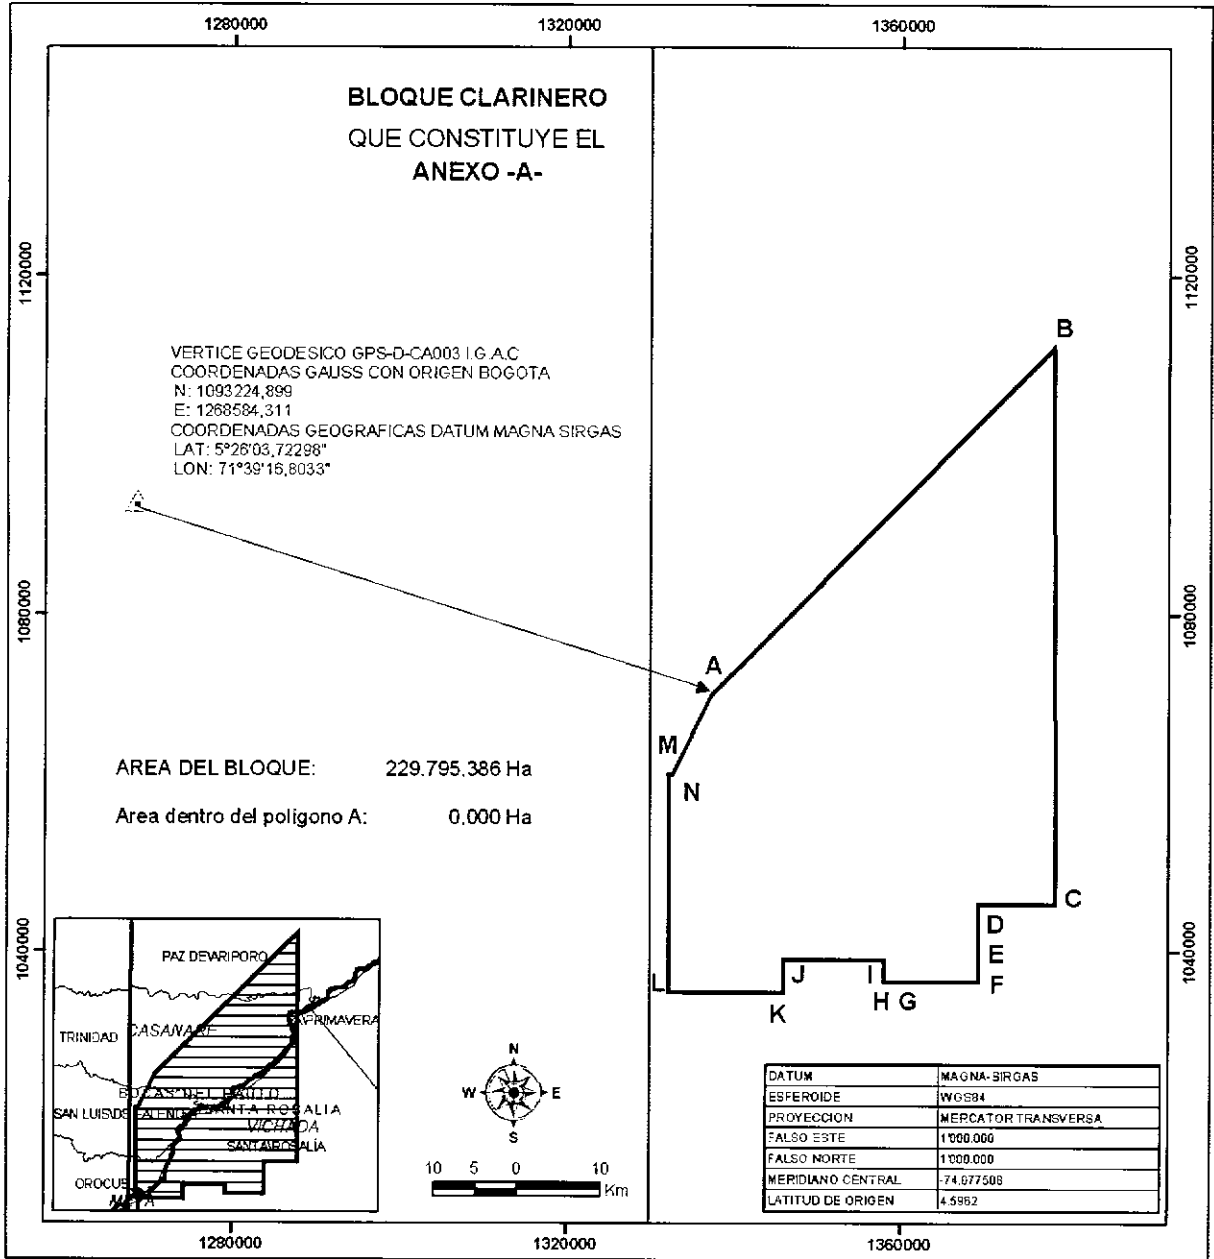 1280000
1320000
1360000
BLOQUE CLARINERO
QUE CONSTITUYE EL
ANEXO -A-
1120000
1120000
B
VERTICE GEODESICO GPS-D-CA003 I.G.A.C
COORDENADAS GAUSS CON ORIGEN BOGOTA
N: 1093224,899
E: 1268584,311
COORDENADAS GEOGRAFICAS DATUM MAGNA SIRGAS
LAT: 5°26'03,72298"
LON: 71°39'16,8033"
1080000
1080000
A
M
N
AREA DEL BLOQUE: 229.795,386 Ha
Area dentro del polígono A: 0,000 Ha
C
D
E
F
G
H
I
J
K
L
1040000
1040000
PAZ DE ARIPORO
TRINIDAD
CASANARE
PRIMAVERA
SANTA ROSALIA
VICHADA
SANTA ROSALÍA
OROCUE
META
N
W
E
S
10 5 0 10
Km
DATUM MAGNA-SIRGAS
ESFEROIDE WGS84
PROYECCION MERCATOR TRANSVERSA
FALSO ESTE 1'000.000
FALSO NORTE 1'000.000
MERIDIANO CENTRAL -74,077508
LATITUD DE ORIGEN 4.5962
1280000
1320000
1360000